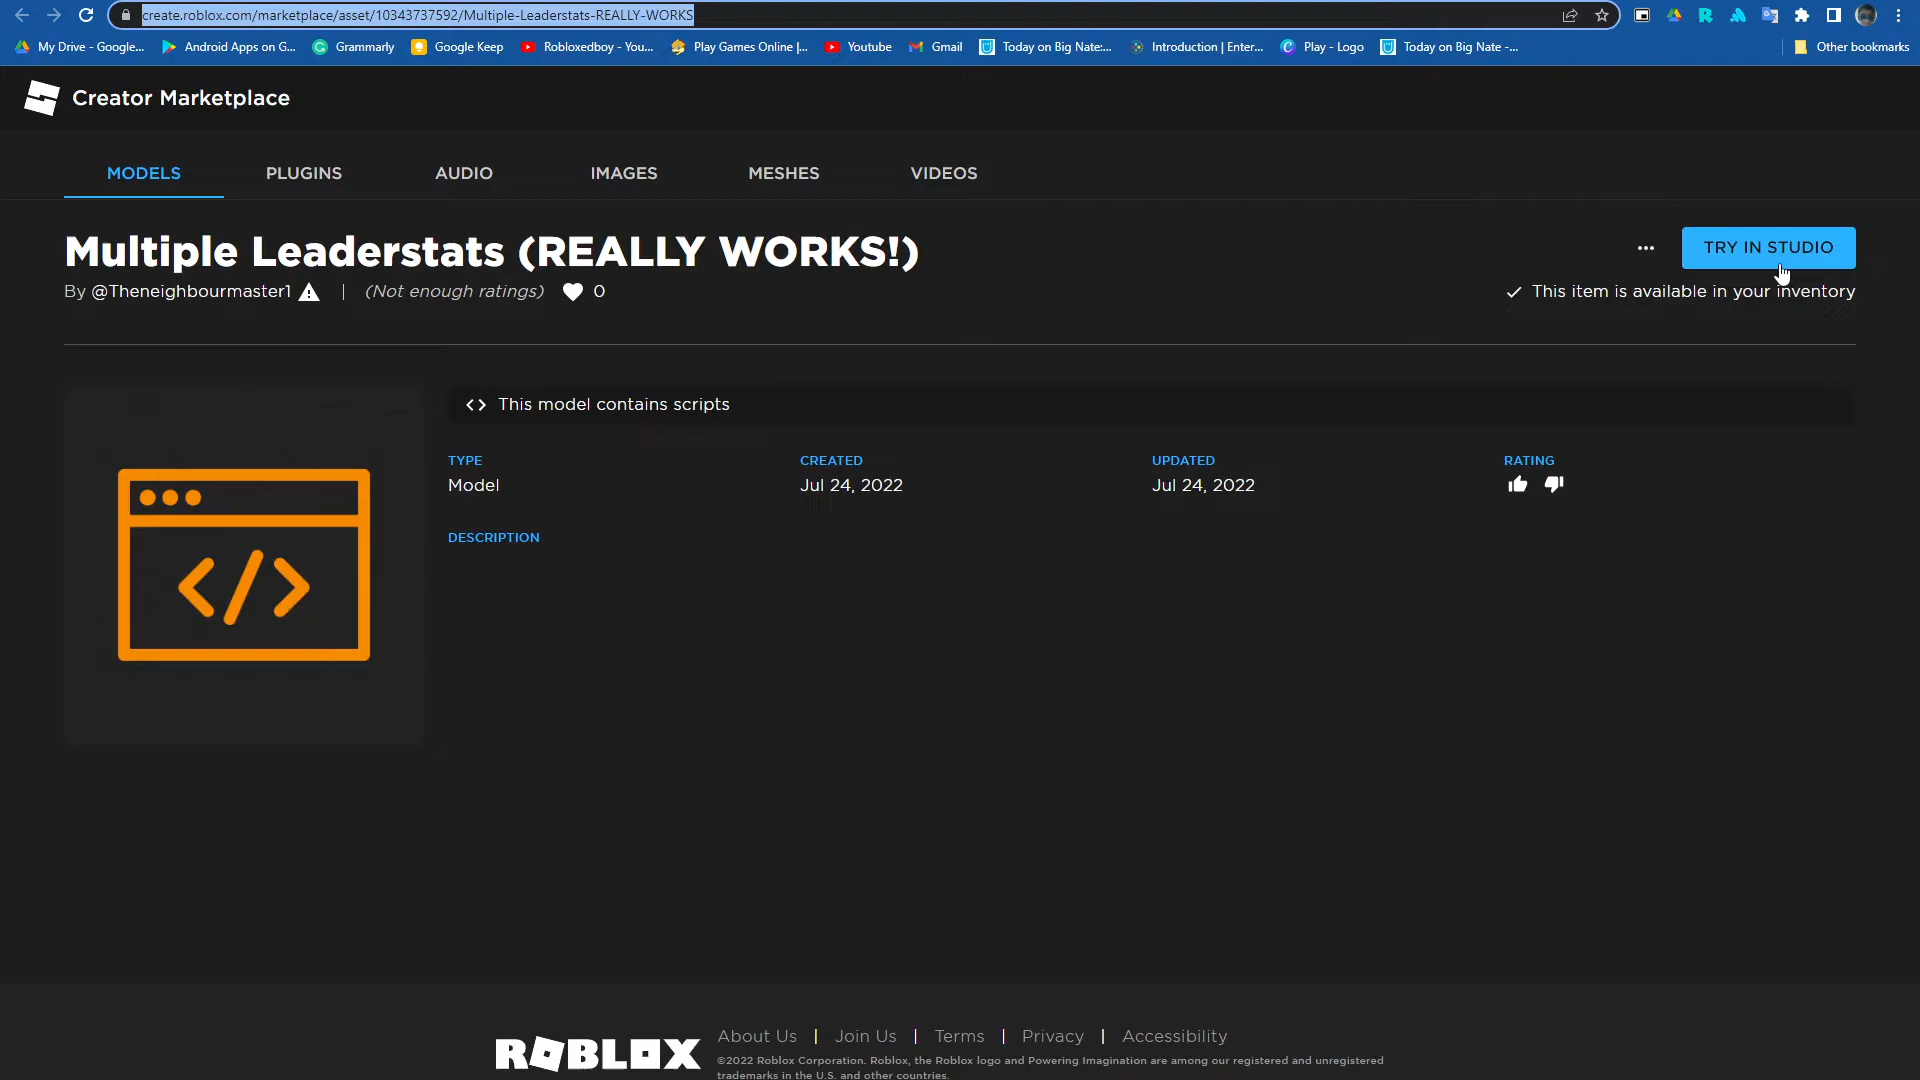 create.roblox.com/marketplace/asset/10343737592/Multiple-Leaderstats-REALLY-WORKS
My Drive - Google... Android Apps on G... Grammarly Google Keep Robloxedboy - You... Play Games Online |... Youtube Gmail Today on Big Nate:... Introduction | Enter... Play - Logo Today on Big Nate -... Other bookmarks
Creator Marketplace
MODELS PLUGINS AUDIO IMAGES MESHES VIDEOS
Multiple Leaderstats (REALLY WORKS!)
TRY IN STUDIO
By @Theneighbourmaster1 | (Not enough ratings) 0
This item is available in your inventory
This model contains scripts
TYPE CREATED UPDATED RATING
Model Jul 24, 2022 Jul 24, 2022
DESCRIPTION
</> 
ROBLOX
About Us | Join Us | Terms | Privacy | Accessibility
©2022 Roblox Corporation. Roblox, the Roblox logo and Powering Imagination are among our registered and unregistered
trademarks in the U.S. and other countries.